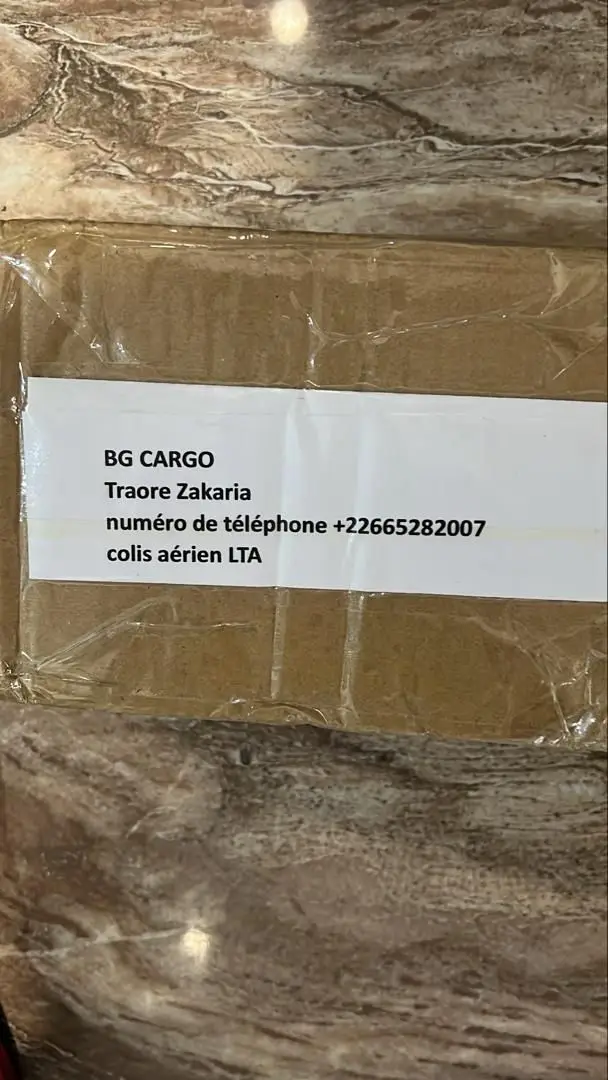 BG CARGO
Traore Zakaria
numéro de téléphone +22665282007
colis aérien LTA